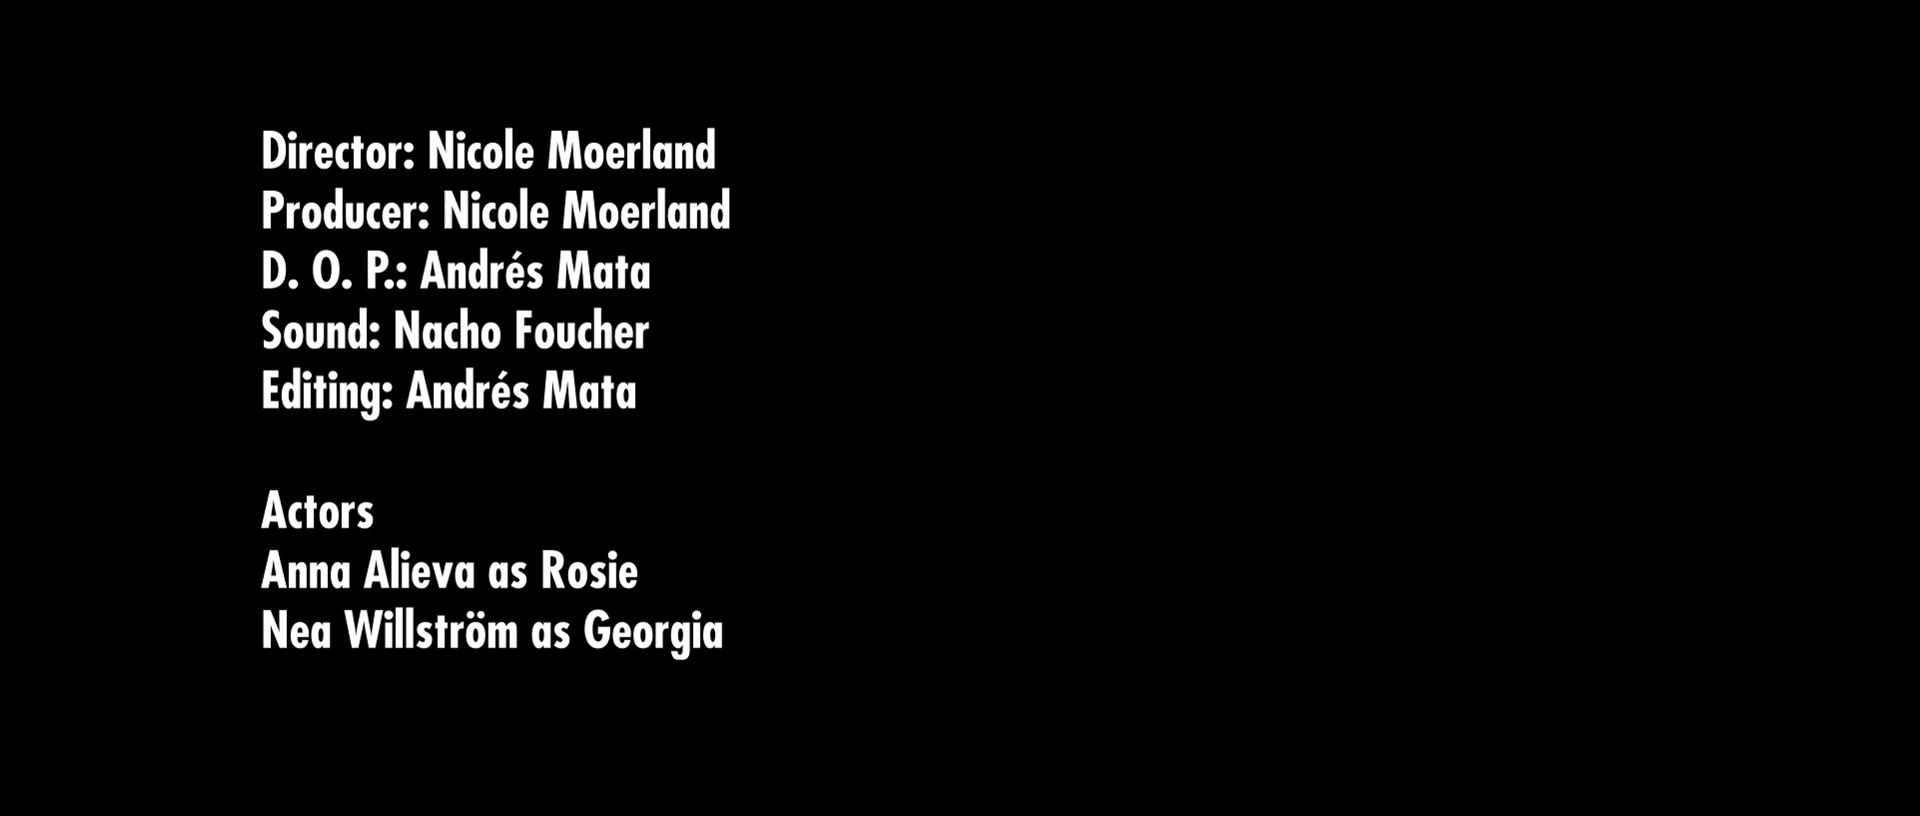 Director: Nicole Moerland
Producer: Nicole Moerland
D. O. P.: Andrés Mata
Sound: Nacho Foucher
Editing: Andrés Mata
Actors
Anna Alieva as Rosie
Nea Willström as Georgia